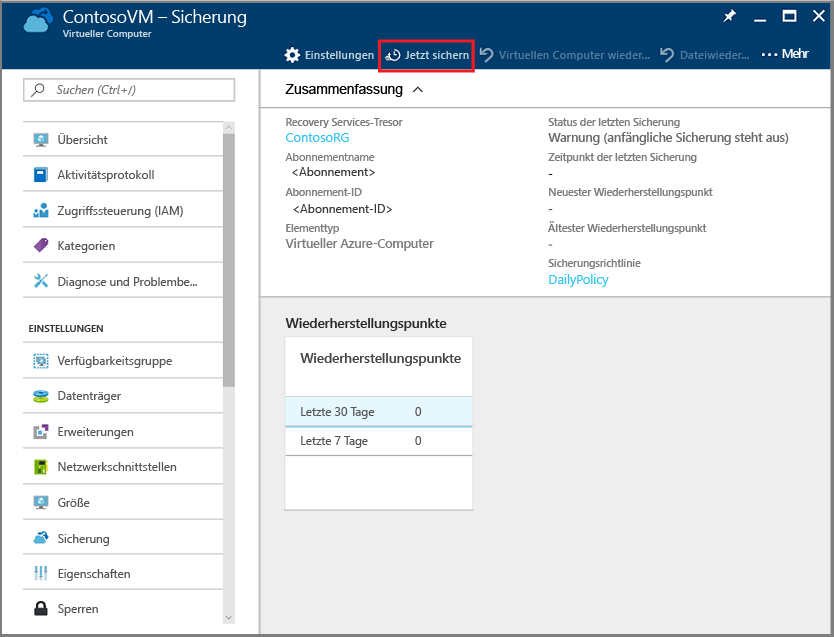 ContosoVM – Sicherung
Virtueller Computer
Einstellungen
Jetzt sichern
Virtuellen Computer wieder...
Dateiwieder...
Mehr
Suchen (Ctrl+/)
Übersicht
Aktivitätsprotokoll
Zugriffssteuerung (IAM)
Kategorien
Diagnose und Problembe...
EINSTELLUNGEN
Verfügbarkeitsgruppe
Datenträger
Erweiterungen
Netzwerkschnittstellen
Größe
Sicherung
Eigenschaften
Sperren
Zusammenfassung
Recovery Services-Tresor
ContosoRG
Abonnementname
<Abonnement>
Abonnement-ID
<Abonnement-ID>
Elementtyp
Virtueller Azure-Computer
Status der letzten Sicherung
Warnung (anfängliche Sicherung steht aus)
Zeitpunkt der letzten Sicherung
-
Neuester Wiederherstellungspunkt
-
Ältester Wiederherstellungspunkt
-
Sicherungsrichtlinie
DailyPolicy
Wiederherstellungspunkte
Wiederherstellungspunkte
Letzte 30 Tage 0
Letzte 7 Tage 0